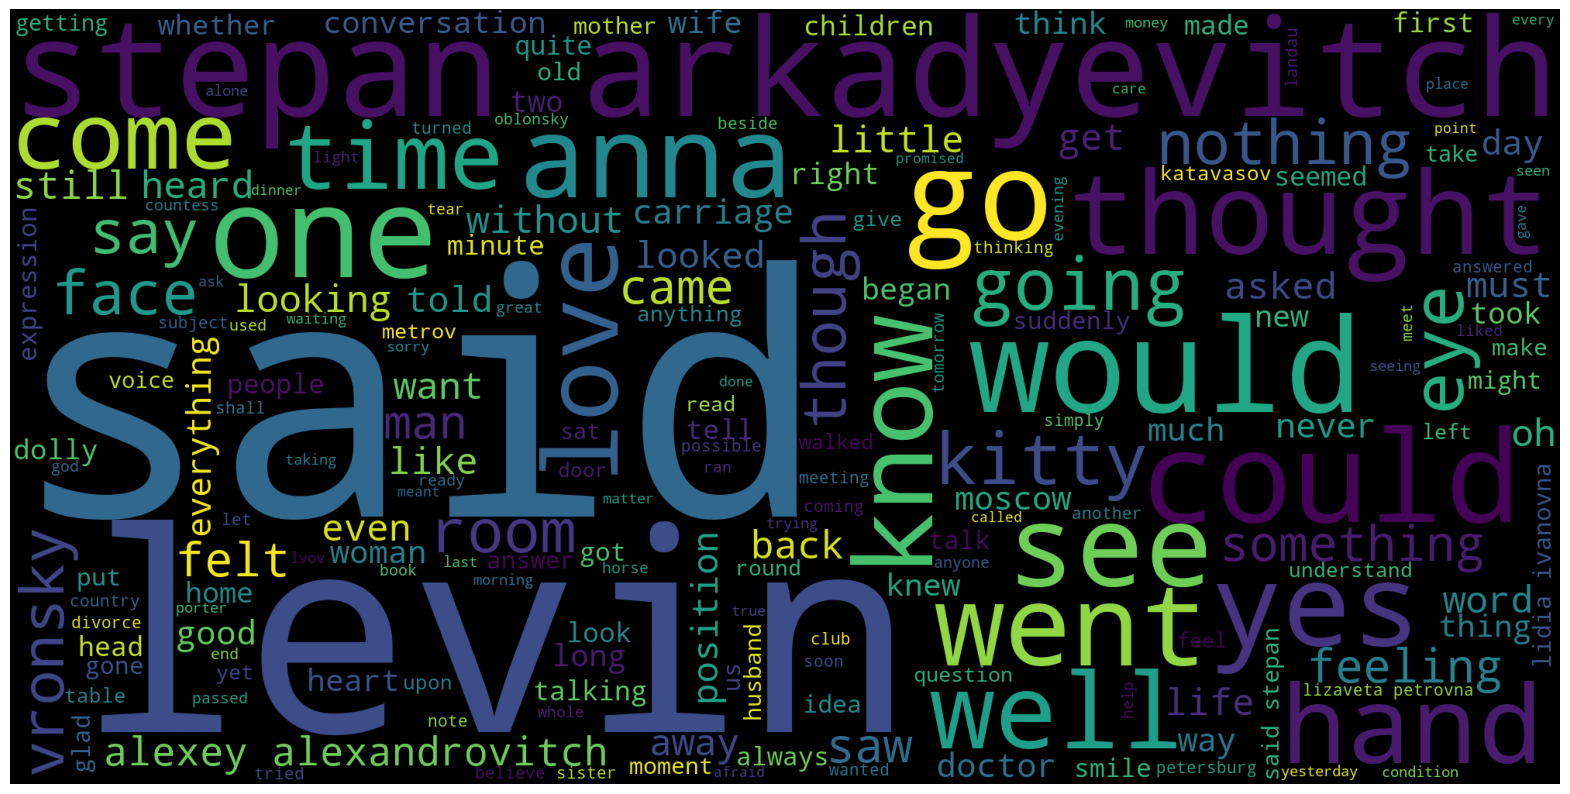 getting whether conversation mother wife children think money made first every
stepan arkadyevitch
quite old two alone oblonsky care landau place
come time anna turned light beside little promised get nothing point take day
still heard dinner right katavasov seemed seen
say one countess tear without carriage give go thinking evening thought gave
expression face minute looked love though going answered
ask looking told great came began asked must
subject used waiting metrov anything suddenly new meet liked took
said sorry know tomorrow would eye make
everything voice people want done seeing might
shall man read simply
dolly god taking like sat tell possible walked kitty much never left oh
door ran meeting could
ready meant matter coming moscow
vronsky let even room trying called another see something
felt lvov woman answer got back talk anyone
put book last horse round knew understand
levin home morning position went yes word
country porter true thing
divorce good look husband club feel lidia ivanovna
head end long us soon feeling
gone yet heart upon talking idea question well life lizaveta petrovna
table passed note whole help said stepan hand
glad alexey alexandrovitch away always saw way
tried believe sister moment afraid wanted doctor smile petersburg yesterday condition